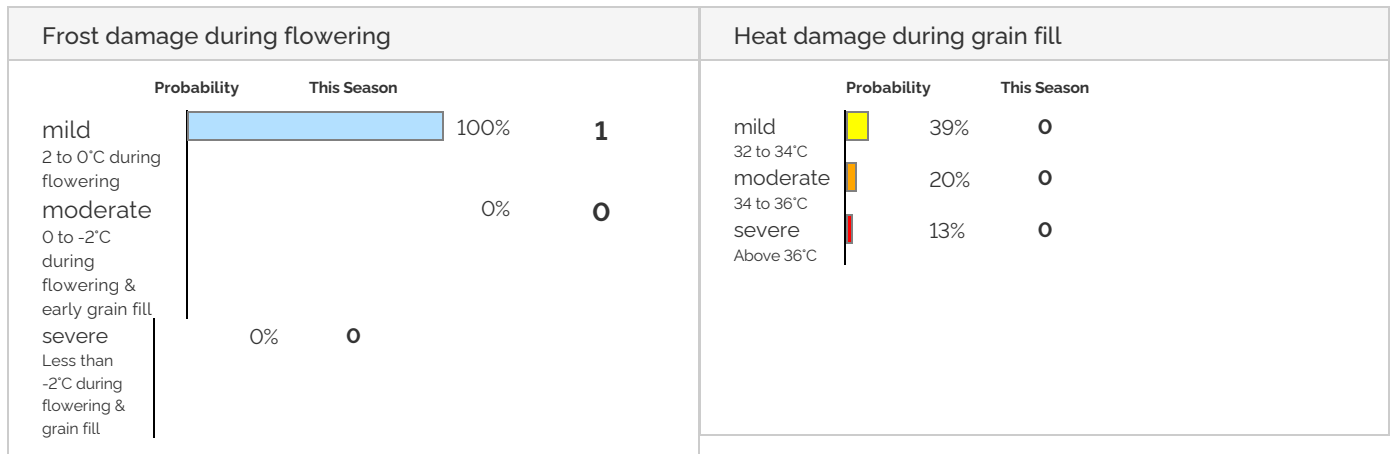 Frost damage during flowering
Probability This Season
mild 100% 1
2 to 0°C during
flowering
moderate 0% 0
0 to -2°C
during
flowering &
early grain fill
severe 0% 0
Less than
-2°C during
flowering &
grain fill
Heat damage during grain fill
Probability This Season
mild 39% 0
32 to 34°C
moderate 20% 0
34 to 36°C
severe 13% 0
Above 36°C